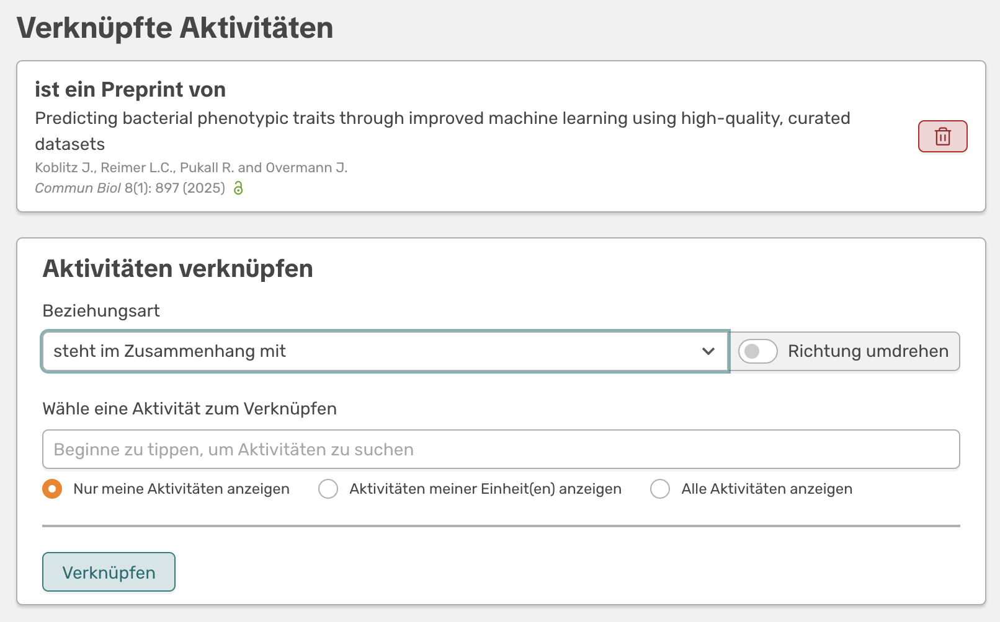 Verknüpfte Aktivitäten
ist ein Preprint von
Predicting bacterial phenotypic traits through improved machine learning using high-quality, curated
datasets
Koblitz J., Reimer L.C., Pukall R. and Overmann J.
Commun Biol 8(1): 897 (2025)
Aktivitäten verknüpfen
Beziehungsart
steht im Zusammenhang mit
Richtung umdrehen
Wähle eine Aktivität zum Verknüpfen
Beginne zu tippen, um Aktivitäten zu suchen
Nur meine Aktivitäten anzeigen
Aktivitäten meiner Einheit(en) anzeigen
Alle Aktivitäten anzeigen
Verknüpfen